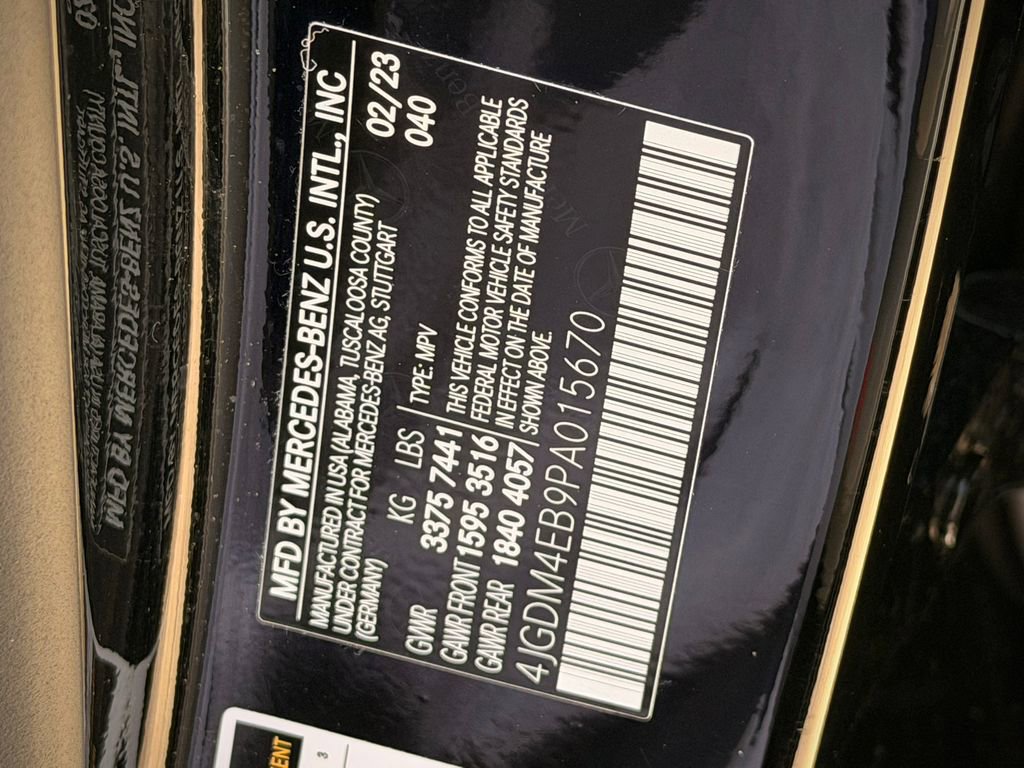 MFD BY MERCEDES-BENZ U.S. INTL., INC
MANUFACTURED IN USA (ALABAMA, TUSCALOOSA COUNTY)
UNDER CONTRACT FOR MERCEDES-BENZ AG, STUTTGART
(GERMANY)
02/23
040
KG LBS
TYPE: MPV
GVWR 3375 7441
GAWR FRONT 1595 3516
GAWR REAR 1840 4057
THIS VEHICLE CONFORMS TO ALL APPLICABLE
FEDERAL MOTOR VEHICLE SAFETY STANDARDS
IN EFFECT ON THE DATE OF MANUFACTURE
SHOWN ABOVE.
4JGDM4EB9PA015670
3